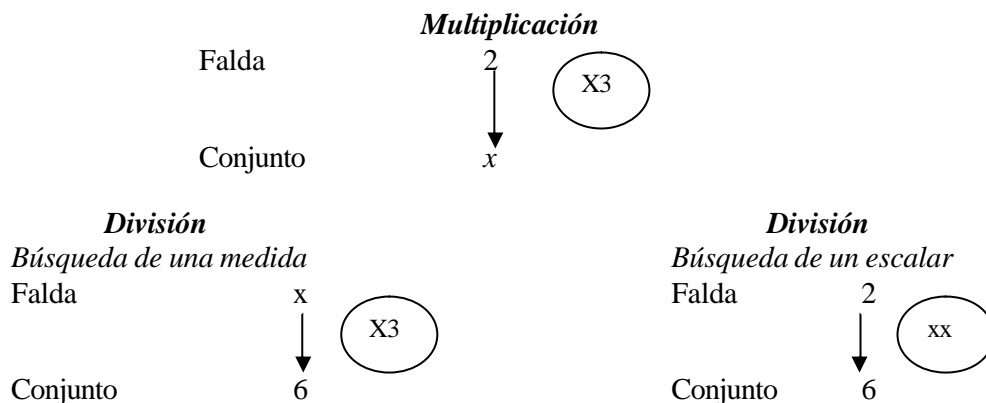 Multiplicación
Falda 2 X3
Conjunto x
División
Búsqueda de una medida
Falda x X3
Conjunto 6
División
Búsqueda de un escalar
Falda 2 xx
Conjunto 6